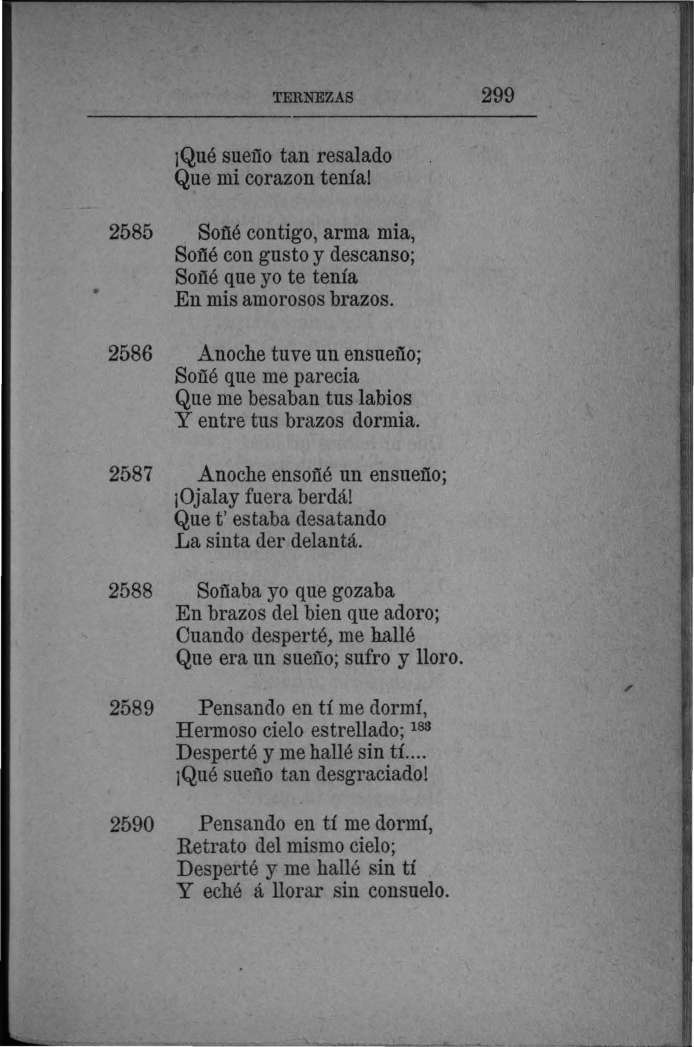 TERNEZAS 299
¡Qué sueño tan resalado
Que mi corazon tenía!
2585 Soñé contigo, arma mia,
Soñé con gusto y descanso;
Soñé que yo te tenía
En mis amorosos brazos.
2586 Anoche tuve un ensueño;
Soñé que me parecia
Que me besaban tus labios
Y entre tus brazos dormia.
2587 Anoche ensoñé un ensueño;
¡Ojalay fuera berdá!
Que t' estaba desatando
La sinta der delantá.
2588 Soñaba yo que gozaba
En brazos del bien que adoro;
Cuando desperté, me hallé
Que era un sueño; sufro y lloro.
2589 Pensando en tí me dormí,
Hermoso cielo estrellado; 183
Desperté y me hallé sin tí....
¡Qué sueño tan desgraciado!
2590 Pensando en tí me dormí,
Retrato del mismo cielo;
Desperté y me hallé sin tí
Y eché á llorar sin consuelo.